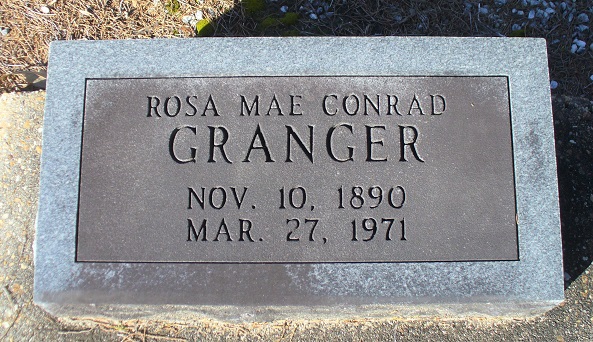 ROSA MAE CONRAD
GRANGER
NOV. 10, 1890
MAR. 27, 1971